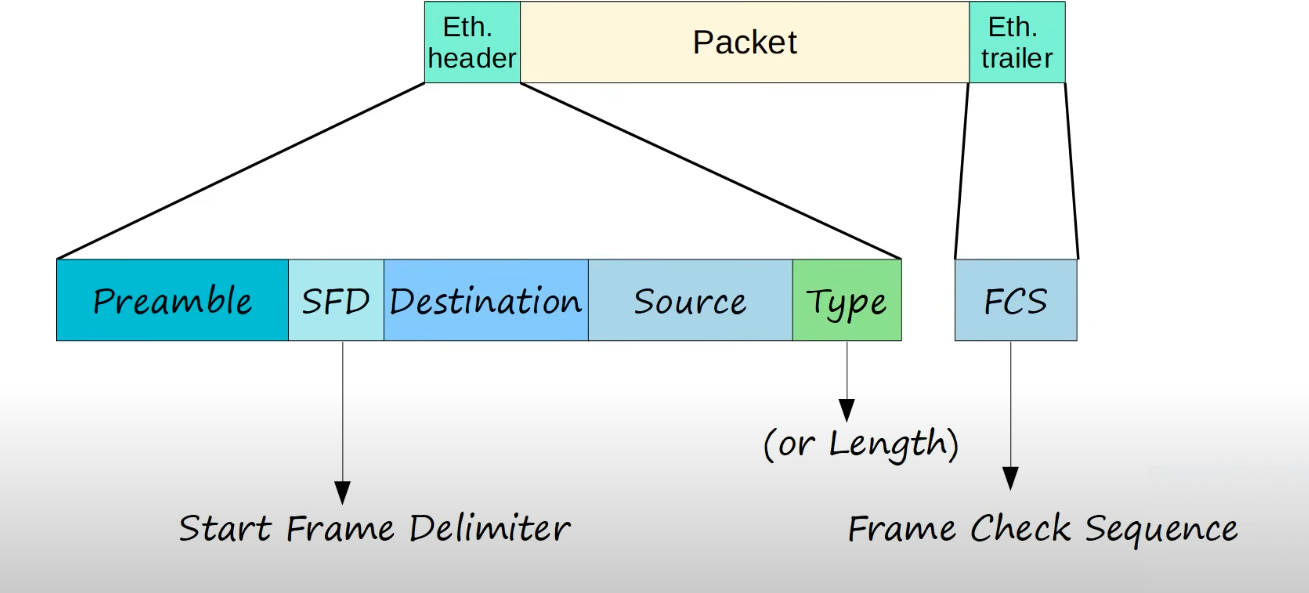 Eth.
header
Packet
Eth.
trailer
Preamble
SFD
Destination
Source
Type
FCS
(or Length)
Start Frame Delimiter
Frame Check Sequence